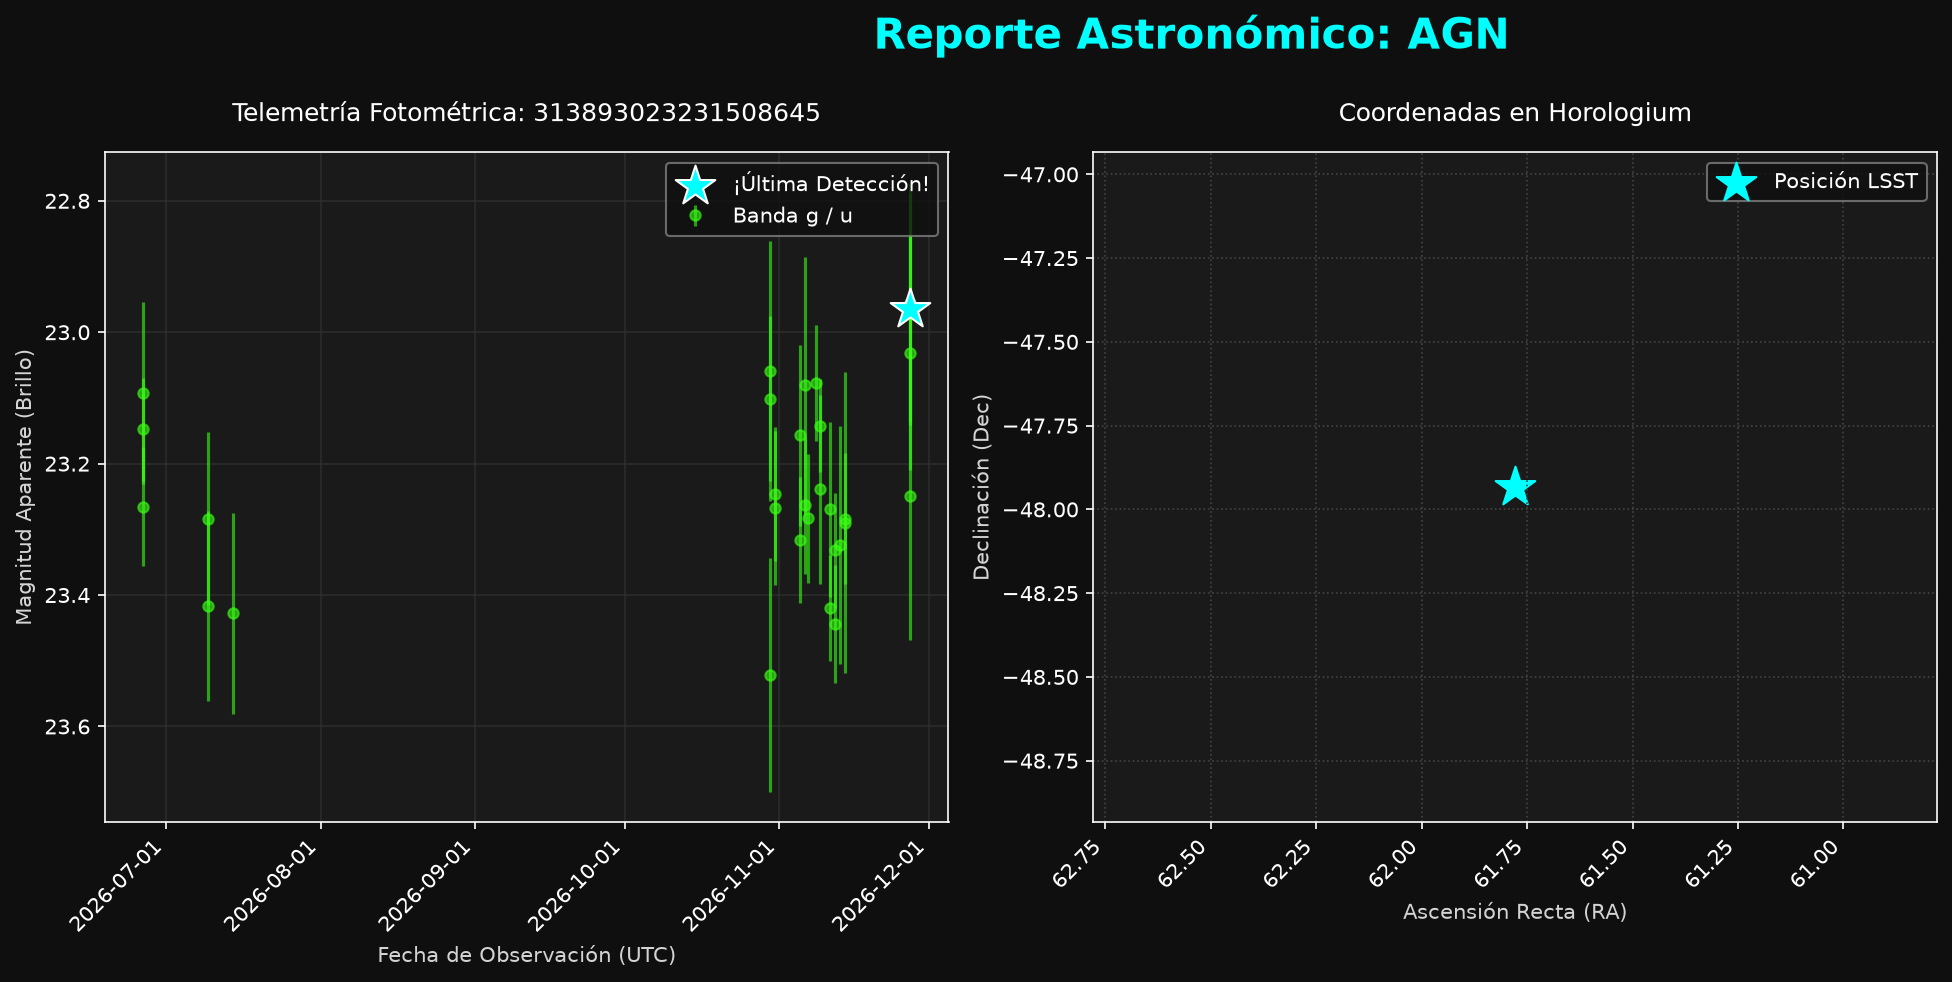 Reporte Astronómico: AGN
Telemetría Fotométrica: 313893023231508645
¡Última Detección!
Banda g / u
Magnitud Aparente (Brillo)
22.8
23.0
23.2
23.4
23.6
2026-07-01
2026-08-01
2026-09-01
2026-10-01
2026-11-01
2026-12-01
Fecha de Observación (UTC)
Coordenadas en Horologium
Posición LSST
Declinación (Dec)
−47.00
−47.25
−47.50
−47.75
−48.00
−48.25
−48.50
−48.75
62.75
62.50
62.25
62.00
61.75
61.50
61.25
61.00
Ascensión Recta (RA)